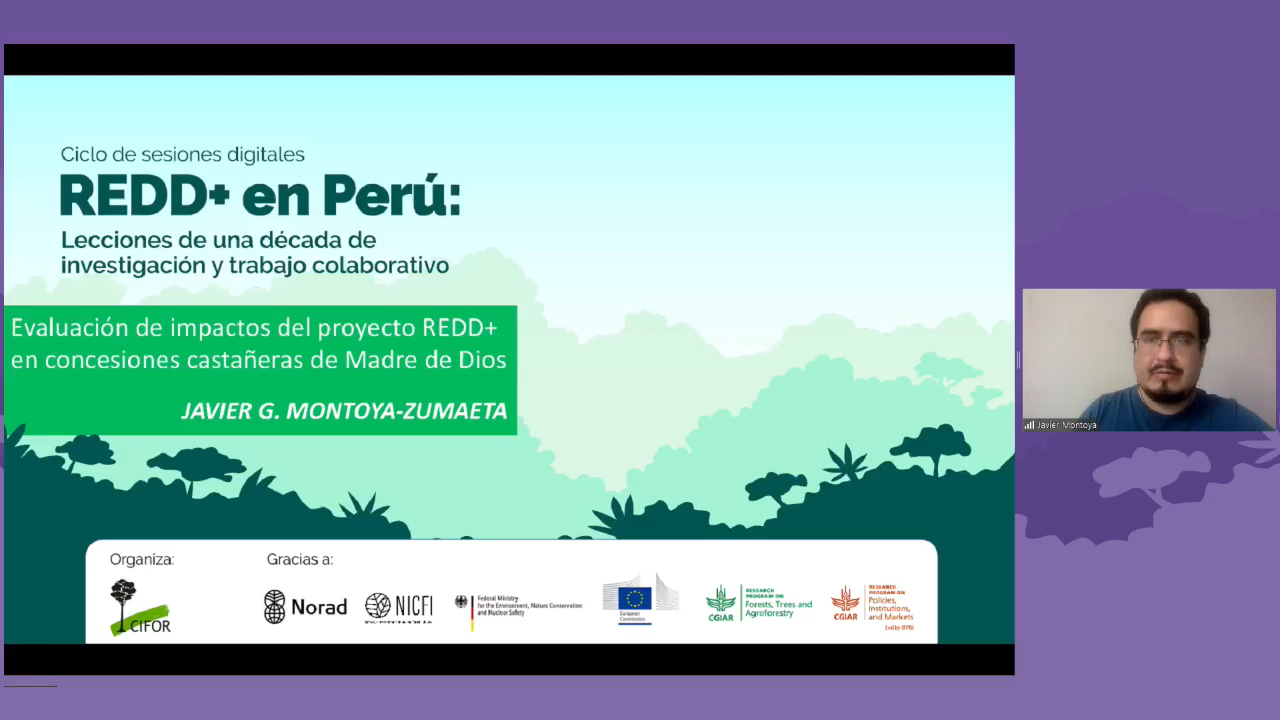 Ciclo de sesiones digitales
REDD+ en Perú:
Lecciones de una década de
investigación y trabajo colaborativo
Evaluación de impactos del proyecto REDD+
en concesiones castañeras de Madre de Dios
JAVIER G. MONTOYA-ZUMAETA
Javier Montoya
Organiza:
Gracias a:
CIFOR
Norad
NICFI
Federal Ministry
for the Environment, Nature Conservation
and Nuclear Safety
European
Commission
CGIAR
RESEARCH
PROGRAM ON
Forests, Trees and
Agroforestry
CGIAR
RESEARCH
PROGRAM ON
Policies,
Institutions,
and Markets
Led by IFPRI